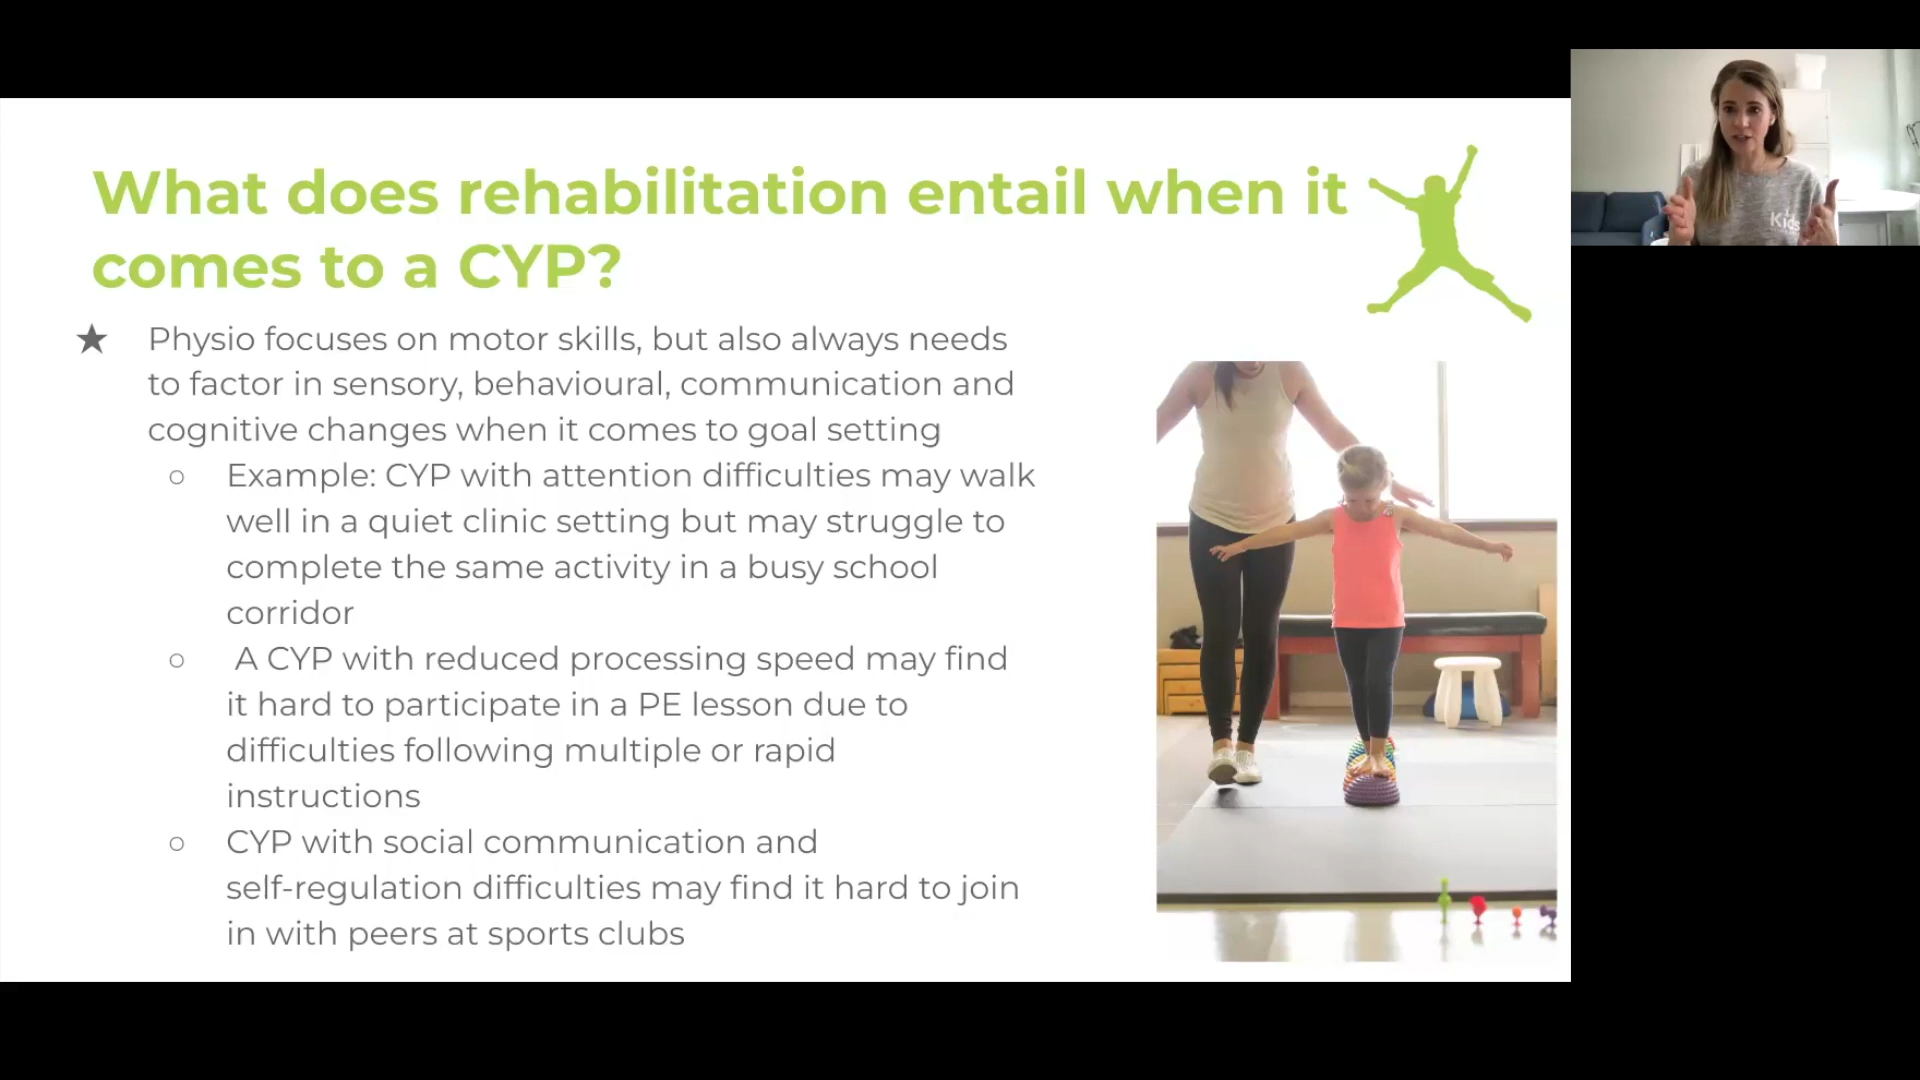 What does rehabilitation entail when it
comes to a CYP?
★ Physio focuses on motor skills, but also always needs
to factor in sensory, behavioural, communication and
cognitive changes when it comes to goal setting
○ Example: CYP with attention difficulties may walk
well in a quiet clinic setting but may struggle to
complete the same activity in a busy school
corridor
○ A CYP with reduced processing speed may find
it hard to participate in a PE lesson due to
difficulties following multiple or rapid
instructions
○ CYP with social communication and
self-regulation difficulties may find it hard to join
in with peers at sports clubs
Kids